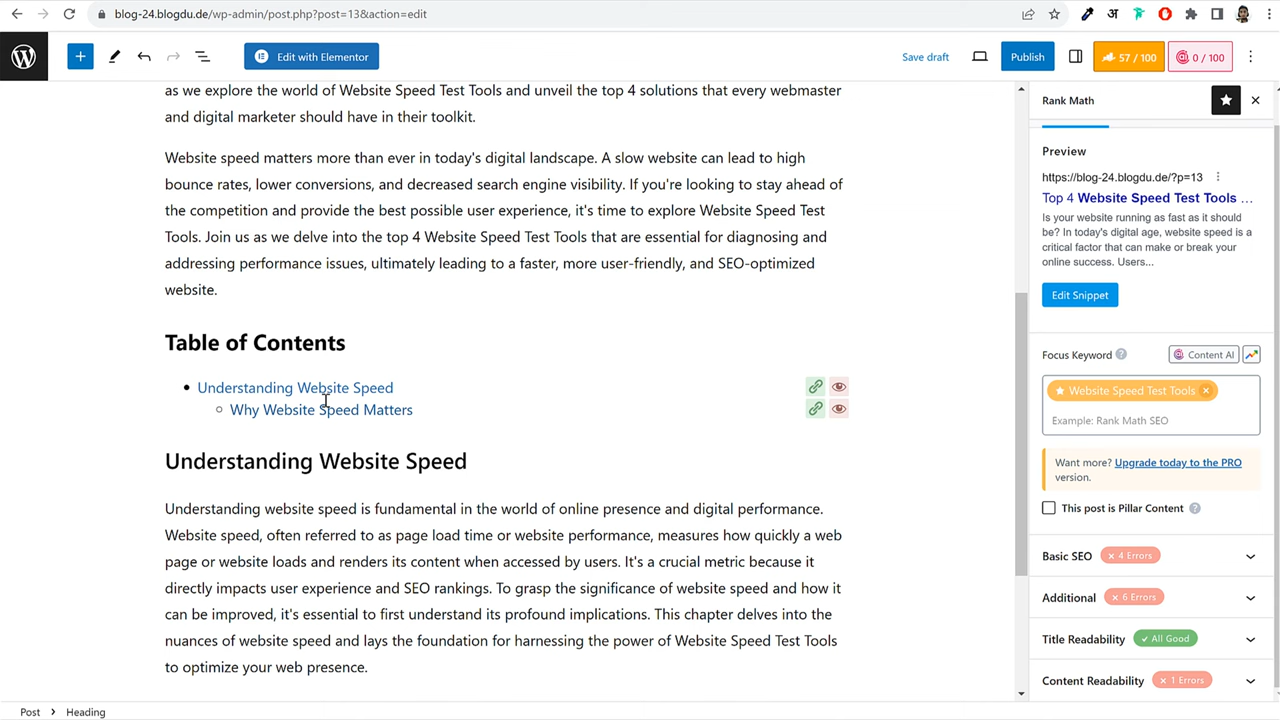 blog-24.blogdu.de/wp-admin/post.php?post=13&action=edit
अ
Edit with Elementor
Save draft
Publish
57 / 100
0 / 100
as we explore the world of Website Speed Test Tools and unveil the top 4 solutions that every webmaster
and digital marketer should have in their toolkit.
Website speed matters more than ever in today's digital landscape. A slow website can lead to high
bounce rates, lower conversions, and decreased search engine visibility. If you're looking to stay ahead of
the competition and provide the best possible user experience, it's time to explore Website Speed Test
Tools. Join us as we delve into the top 4 Website Speed Test Tools that are essential for diagnosing and
addressing performance issues, ultimately leading to a faster, more user-friendly, and SEO-optimized
website.
Table of Contents
Understanding Website Speed
Why Website Speed Matters
Understanding Website Speed
Understanding website speed is fundamental in the world of online presence and digital performance.
Website speed, often referred to as page load time or website performance, measures how quickly a web
page or website loads and renders its content when accessed by users. It's a crucial metric because it
directly impacts user experience and SEO rankings. To grasp the significance of website speed and how it
can be improved, it's essential to first understand its profound implications. This chapter delves into the
nuances of website speed and lays the foundation for harnessing the power of Website Speed Test Tools
to optimize your web presence.
Post > Heading
Rank Math
Preview
https://blog-24.blogdu.de/?p=13
Top 4 Website Speed Test Tools ...
Is your website running as fast as it should
be? In today's digital age, website speed is a
critical factor that can make or break your
online success. Users...
Edit Snippet
Focus Keyword
Content AI
Website Speed Test Tools
Example: Rank Math SEO
Want more? Upgrade today to the PRO
version.
This post is Pillar Content
Basic SEO × 4 Errors
Additional × 6 Errors
Title Readability ✓ All Good
Content Readability × 1 Errors